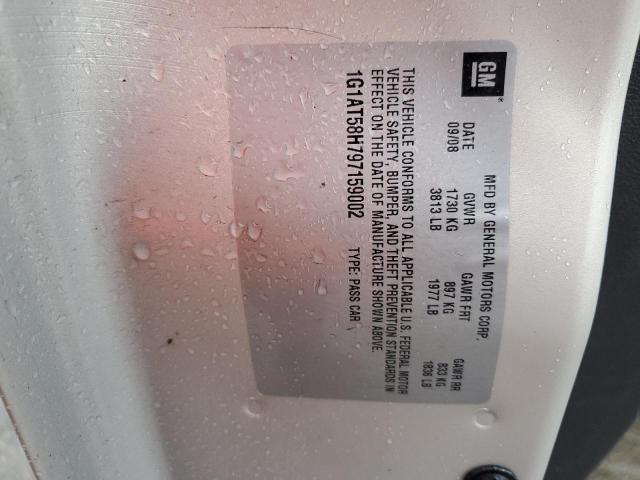 GM
MFD BY GENERAL MOTORS CORP.
DATE GVWR GAWR FRT GAWR RR
09/08 1730 KG 897 KG 833 KG
3813 LB 1977 LB 1836 LB
THIS VEHICLE CONFORMS TO ALL APPLICABLE U.S. FEDERAL MOTOR
VEHICLE SAFETY, BUMPER, AND THEFT PREVENTION STANDARDS IN
EFFECT ON THE DATE OF MANUFACTURE SHOWN ABOVE.
1G1AT58H797159002 TYPE: PASS CAR